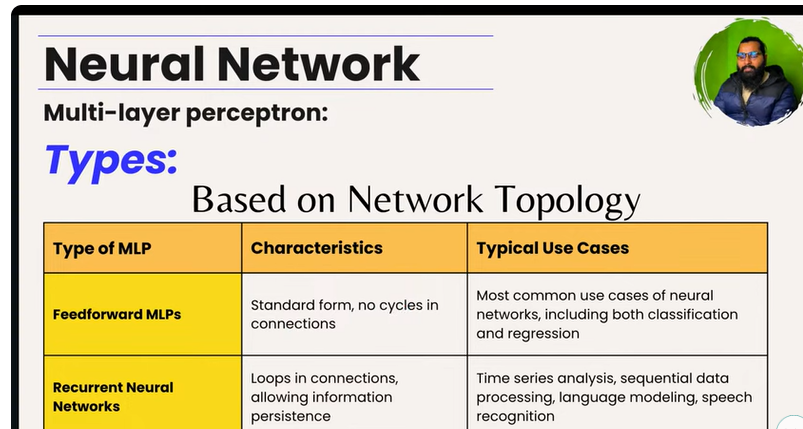 Neural Network
Multi-layer perceptron:
Types:
Based on Network Topology
Type of MLP
Characteristics
Typical Use Cases
Feedforward MLPs
Standard form, no cycles in
connections
Most common use cases of neural
networks, including both classification
and regression
Recurrent Neural
Networks
Loops in connections,
allowing information
persistence
Time series analysis, sequential data
processing, language modeling, speech
recognition